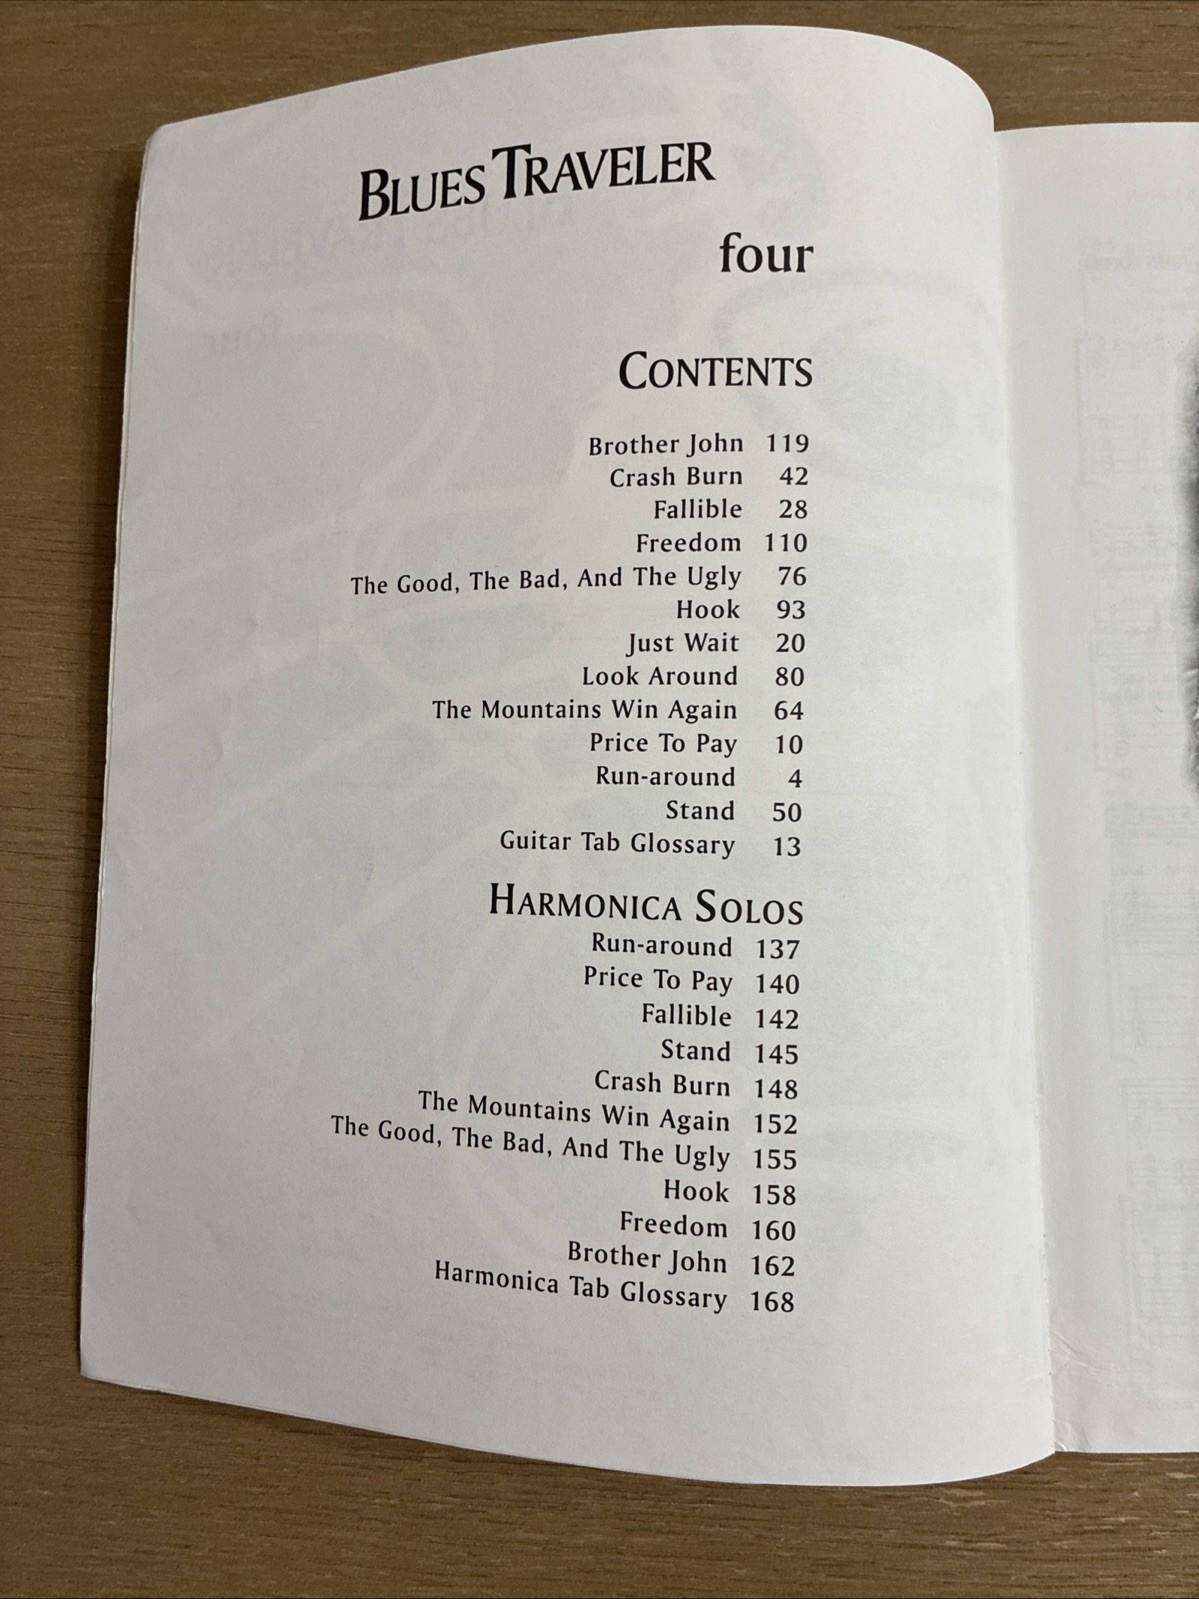 BLUES TRAVELER
four
CONTENTS
Brother John 119
Crash Burn 42
Fallible 28
Freedom 110
The Good, The Bad, And The Ugly 76
Hook 93
Just Wait 20
Look Around 80
The Mountains Win Again 64
Price To Pay 10
Run-around 4
Stand 50
Guitar Tab Glossary 13
HARMONICA SOLOS
Run-around 137
Price To Pay 140
Fallible 142
Stand 145
Crash Burn 148
The Mountains Win Again 152
The Good, The Bad, And The Ugly 155
Hook 158
Freedom 160
Brother John 162
Harmonica Tab Glossary 168